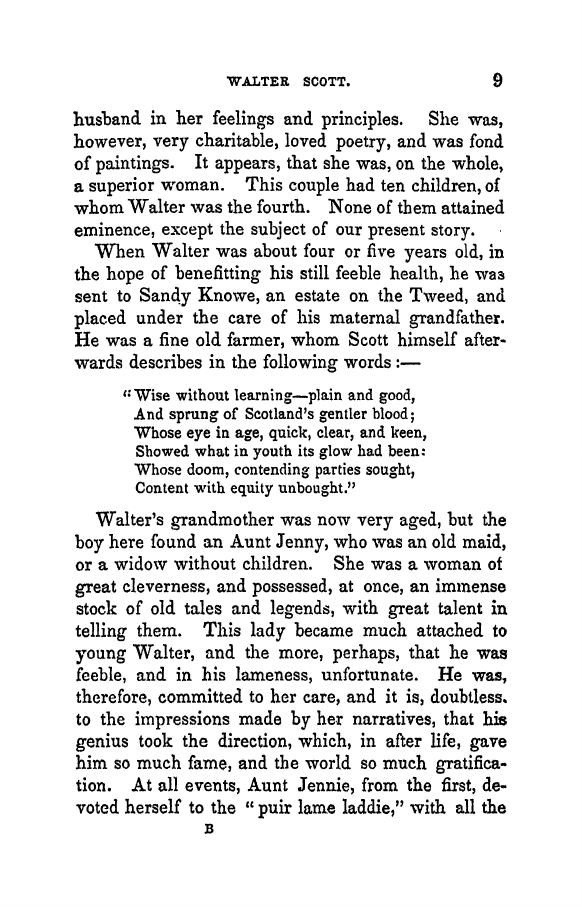 WALTER SCOTT. 9
husband in her feelings and principles. She was,
however, very charitable, loved poetry, and was fond
of paintings. It appears, that she was, on the whole,
a superior woman. This couple had ten children, of
whom Walter was the fourth. None of them attained
eminence, except the subject of our present story.
When Walter was about four or five years old, in
the hope of benefitting his still feeble health, he was
sent to Sandy Knowe, an estate on the Tweed, and
placed under the care of his maternal grandfather.
He was a fine old farmer, whom Scott himself after-
wards describes in the following words :—
“Wise without learning—plain and good,
And sprung of Scotland’s gentler blood;
Whose eye in age, quick, clear, and keen,
Showed what in youth its glow had been:
Whose doom, contending parties sought,
Content with equity unbought.”
Walter’s grandmother was now very aged, but the
boy here found an Aunt Jenny, who was an old maid,
or a widow without children. She was a woman of
great cleverness, and possessed, at once, an immense
stock of old tales and legends, with great talent in
telling them. This lady became much attached to
young Walter, and the more, perhaps, that he was
feeble, and in his lameness, unfortunate. He was,
therefore, committed to her care, and it is, doubtless.
to the impressions made by her narratives, that his
genius took the direction, which, in after life, gave
him so much fame, and the world so much gratifica-
tion. At all events, Aunt Jennie, from the first, de-
voted herself to the “puir lame laddie,” with all the
B